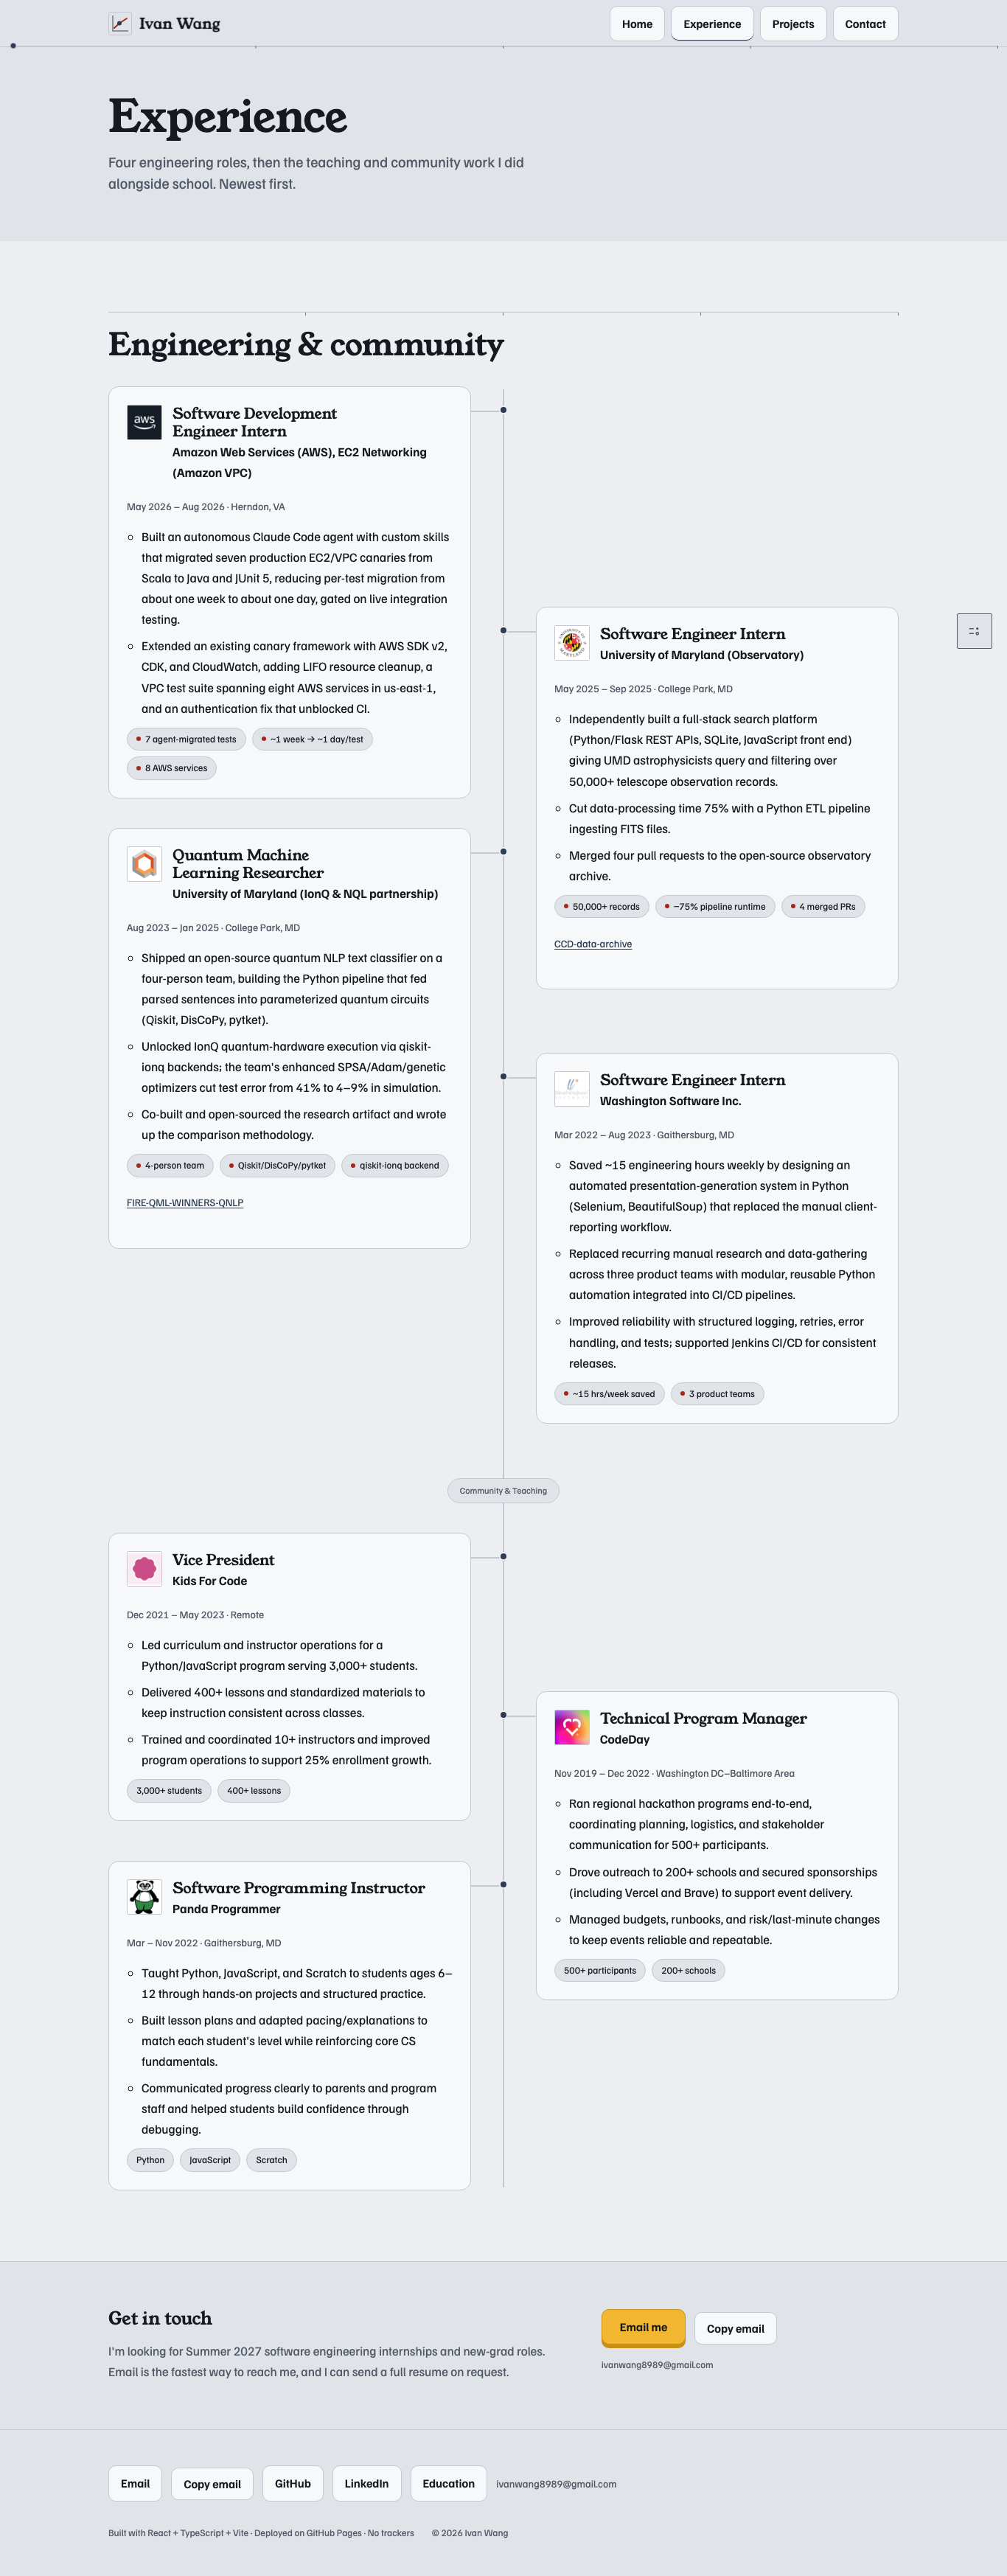 Ivan Wang
Home
Experience
Projects
Contact
Experience
Four engineering roles, then the teaching and community work I did
alongside school. Newest first.
Engineering & community
aws
Software Development
Engineer Intern
Amazon Web Services (AWS), EC2 Networking
(Amazon VPC)
May 2026 – Aug 2026 · Herndon, VA
Built an autonomous Claude Code agent with custom skills
that migrated seven production EC2/VPC canaries from
Scala to Java and JUnit 5, reducing per-test migration from
about one week to about one day, gated on live integration
testing.
Extended an existing canary framework with AWS SDK v2,
CDK, and CloudWatch, adding LIFO resource cleanup, a
VPC test suite spanning eight AWS services in us-east-1,
and an authentication fix that unblocked CI.
7 agent-migrated tests
~1 week → ~1 day/test
8 AWS services
Software Engineer Intern
University of Maryland (Observatory)
May 2025 – Sep 2025 · College Park, MD
Independently built a full-stack search platform
(Python/Flask REST APIs, SQLite, JavaScript front end)
giving UMD astrophysicists query and filtering over
50,000+ telescope observation records.
Cut data-processing time 75% with a Python ETL pipeline
ingesting FITS files.
Merged four pull requests to the open-source observatory
archive.
50,000+ records
−75% pipeline runtime
4 merged PRs
CCD-data-archive
Quantum Machine
Learning Researcher
University of Maryland (IonQ & NQL partnership)
Aug 2023 – Jan 2025 · College Park, MD
Shipped an open-source quantum NLP text classifier on a
four-person team, building the Python pipeline that fed
parsed sentences into parameterized quantum circuits
(Qiskit, DisCoPy, pytket).
Unlocked IonQ quantum-hardware execution via qiskit-
ionq backends; the team's enhanced SPSA/Adam/genetic
optimizers cut test error from 41% to 4–9% in simulation.
Co-built and open-sourced the research artifact and wrote
up the comparison methodology.
4-person team
Qiskit/DisCoPy/pytket
qiskit-ionq backend
FIRE-QML-WINNERS-QNLP
Software Engineer Intern
Washington Software Inc.
Mar 2022 – Aug 2023 · Gaithersburg, MD
Saved ~15 engineering hours weekly by designing an
automated presentation-generation system in Python
(Selenium, BeautifulSoup) that replaced the manual client-
reporting workflow.
Replaced recurring manual research and data-gathering
across three product teams with modular, reusable Python
automation integrated into CI/CD pipelines.
Improved reliability with structured logging, retries, error
handling, and tests; supported Jenkins CI/CD for consistent
releases.
~15 hrs/week saved
3 product teams
Community & Teaching
Vice President
Kids For Code
Dec 2021 – May 2023 · Remote
Led curriculum and instructor operations for a
Python/JavaScript program serving 3,000+ students.
Delivered 400+ lessons and standardized materials to
keep instruction consistent across classes.
Trained and coordinated 10+ instructors and improved
program operations to support 25% enrollment growth.
3,000+ students
400+ lessons
Technical Program Manager
CodeDay
Nov 2019 – Dec 2022 · Washington DC–Baltimore Area
Ran regional hackathon programs end-to-end,
coordinating planning, logistics, and stakeholder
communication for 500+ participants.
Drove outreach to 200+ schools and secured sponsorships
(including Vercel and Brave) to support event delivery.
Managed budgets, runbooks, and risk/last-minute changes
to keep events reliable and repeatable.
500+ participants
200+ schools
Software Programming Instructor
Panda Programmer
Mar – Nov 2022 · Gaithersburg, MD
Taught Python, JavaScript, and Scratch to students ages 6–
12 through hands-on projects and structured practice.
Built lesson plans and adapted pacing/explanations to
match each student's level while reinforcing core CS
fundamentals.
Communicated progress clearly to parents and program
staff and helped students build confidence through
debugging.
Python
JavaScript
Scratch
Get in touch
I'm looking for Summer 2027 software engineering internships and new-grad roles.
Email is the fastest way to reach me, and I can send a full resume on request.
Email me
Copy email
ivanwang8989@gmail.com
Email
Copy email
GitHub
LinkedIn
Education
ivanwang8989@gmail.com
Built with React + TypeScript + Vite · Deployed on GitHub Pages · No trackers
© 2026 Ivan Wang